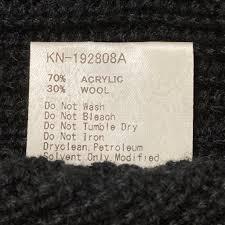 KN-192808A
70% ACRYLIC
30% WOOL
Do Not Wash
Do Not Bleach
Do Not Tumble Dry
Do Not Iron
Dryclean Petroleum
Solvent Only Modified